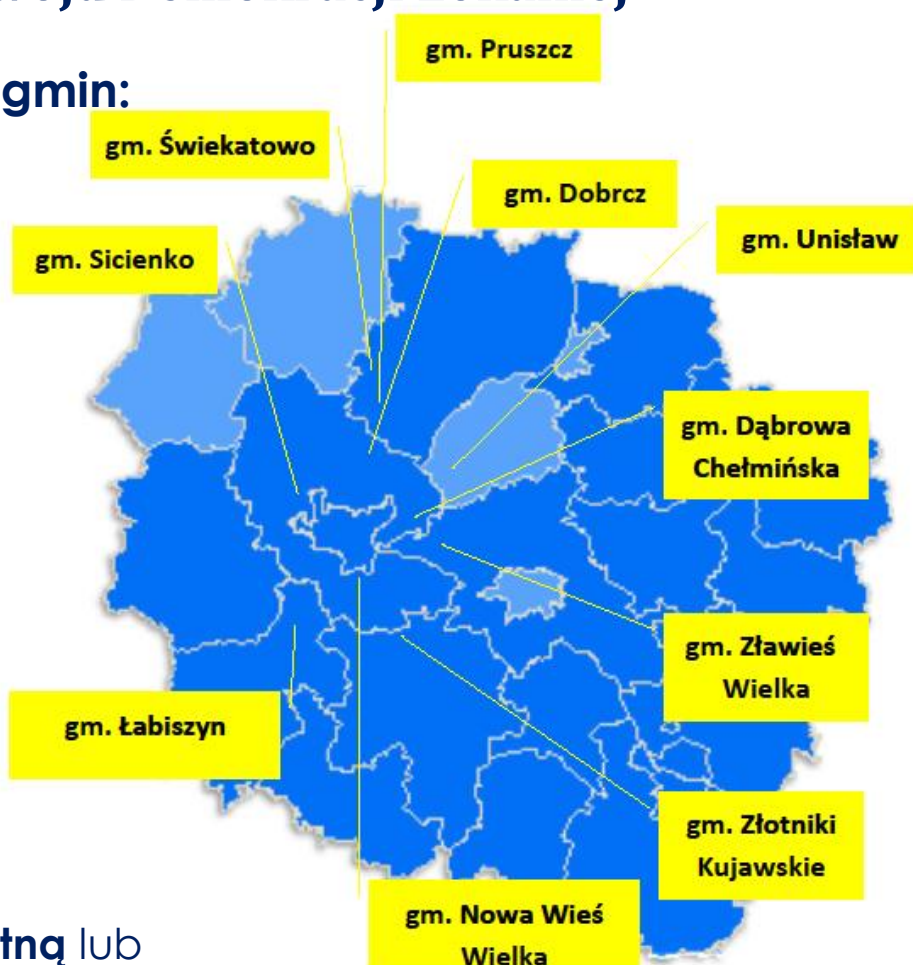 gm. Pruszcz
gmin:
gm. Świekatowo
gm. Dobrcz
gm. Unisław
gm. Sicienko
gm. Dąbrowa
Chełmińska
gm. Zławieś
Wielka
gm. Łabiszyn
gm. Złotniki
Kujawskie
gm. Nowa Wieś
Wielka
tną lub